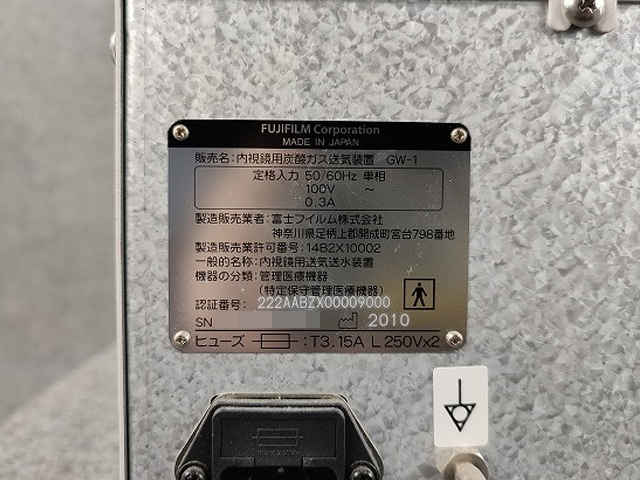 FUJIFILM Corporation
MADE IN JAPAN
販売名：内視鏡用炭酸ガス送気装置 GW-1
定格入力 50/60Hz 単相
100V ～
0.3A
製造販売業者：富士フイルム株式会社
神奈川県足柄上郡開成町宮台798番地
製造販売業許可番号：14B2X10002
一般的名称：内視鏡用送気送水装置
機器の分類：管理医療機器
（特定保守管理医療機器）
認証番号： 222AABZX00009000
SN 2010
ヒューズ ：T3.15A L 250V×2